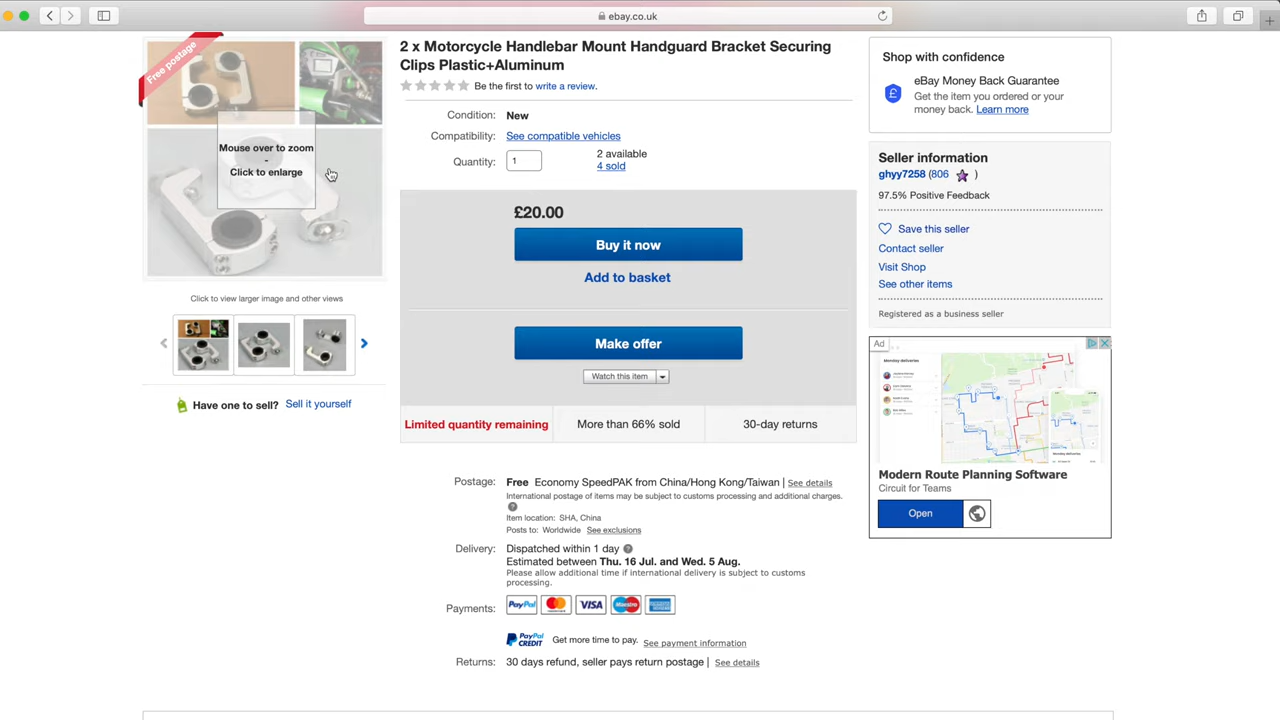 ebay.co.uk
Free postage
Mouse over to zoom
-
Click to enlarge
Click to view larger image and other views
Have one to sell? Sell it yourself
2 x Motorcycle Handlebar Mount Handguard Bracket Securing
Clips Plastic+Aluminum
Be the first to write a review.
Condition: New
Compatibility: See compatible vehicles
Quantity: 1 2 available
4 sold
£20.00
Buy it now
Add to basket
Make offer
Watch this item
Limited quantity remaining More than 66% sold 30-day returns
Postage: Free Economy SpeedPAK from China/Hong Kong/Taiwan | See details
International postage of items may be subject to customs processing and additional charges.
?
Item location: SHA, China
Posts to: Worldwide See exclusions
Delivery: Dispatched within 1 day ?
Estimated between Thu. 16 Jul. and Wed. 5 Aug.
Please allow additional time if international delivery is subject to customs
processing.
Payments: PayPal MasterCard VISA Maestro
PayPal CREDIT Get more time to pay. See payment information
Returns: 30 days refund, seller pays return postage | See details
Shop with confidence
eBay Money Back Guarantee
£
Get the item you ordered or your
money back. Learn more
Seller information
ghyy7258 (806 )
97.5% Positive Feedback
Save this seller
Contact seller
Visit Shop
See other items
Registered as a business seller
Ad
Monday deliveries
Modern Route Planning Software
Circuit for Teams
Open